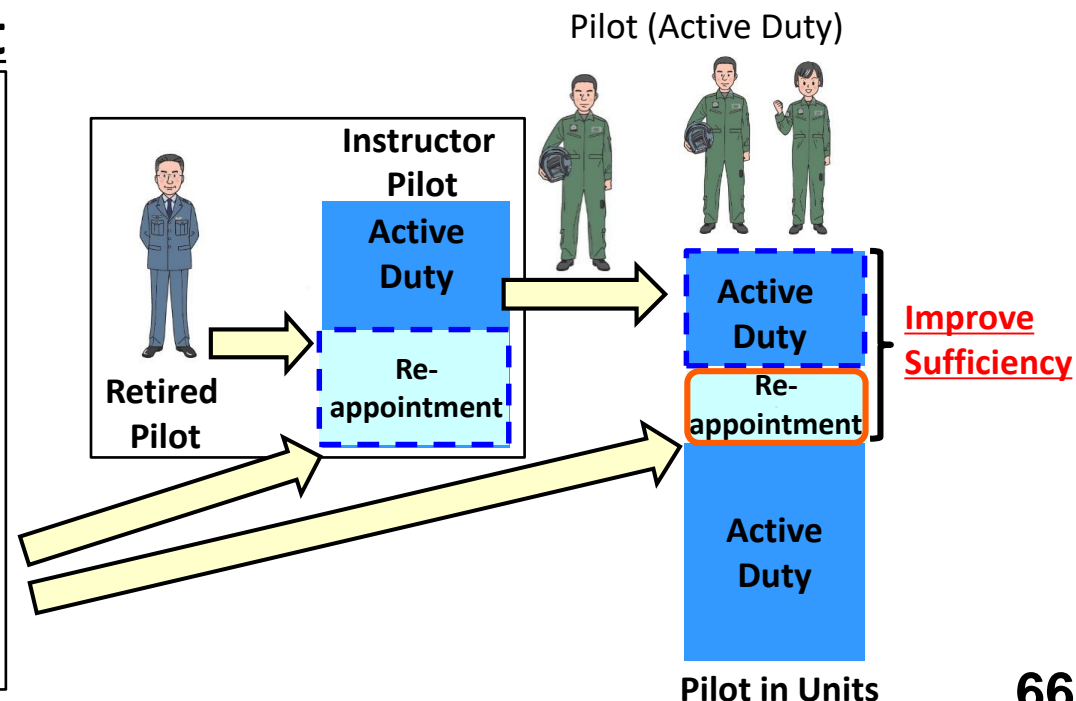 Pilot (Active Duty)
Instructor
Pilot
Active
Duty
Re-
appointment
Retired
Pilot
Active
Duty
Re-
appointment
Active
Duty
Improve
Sufficiency
Pilot in Units
66